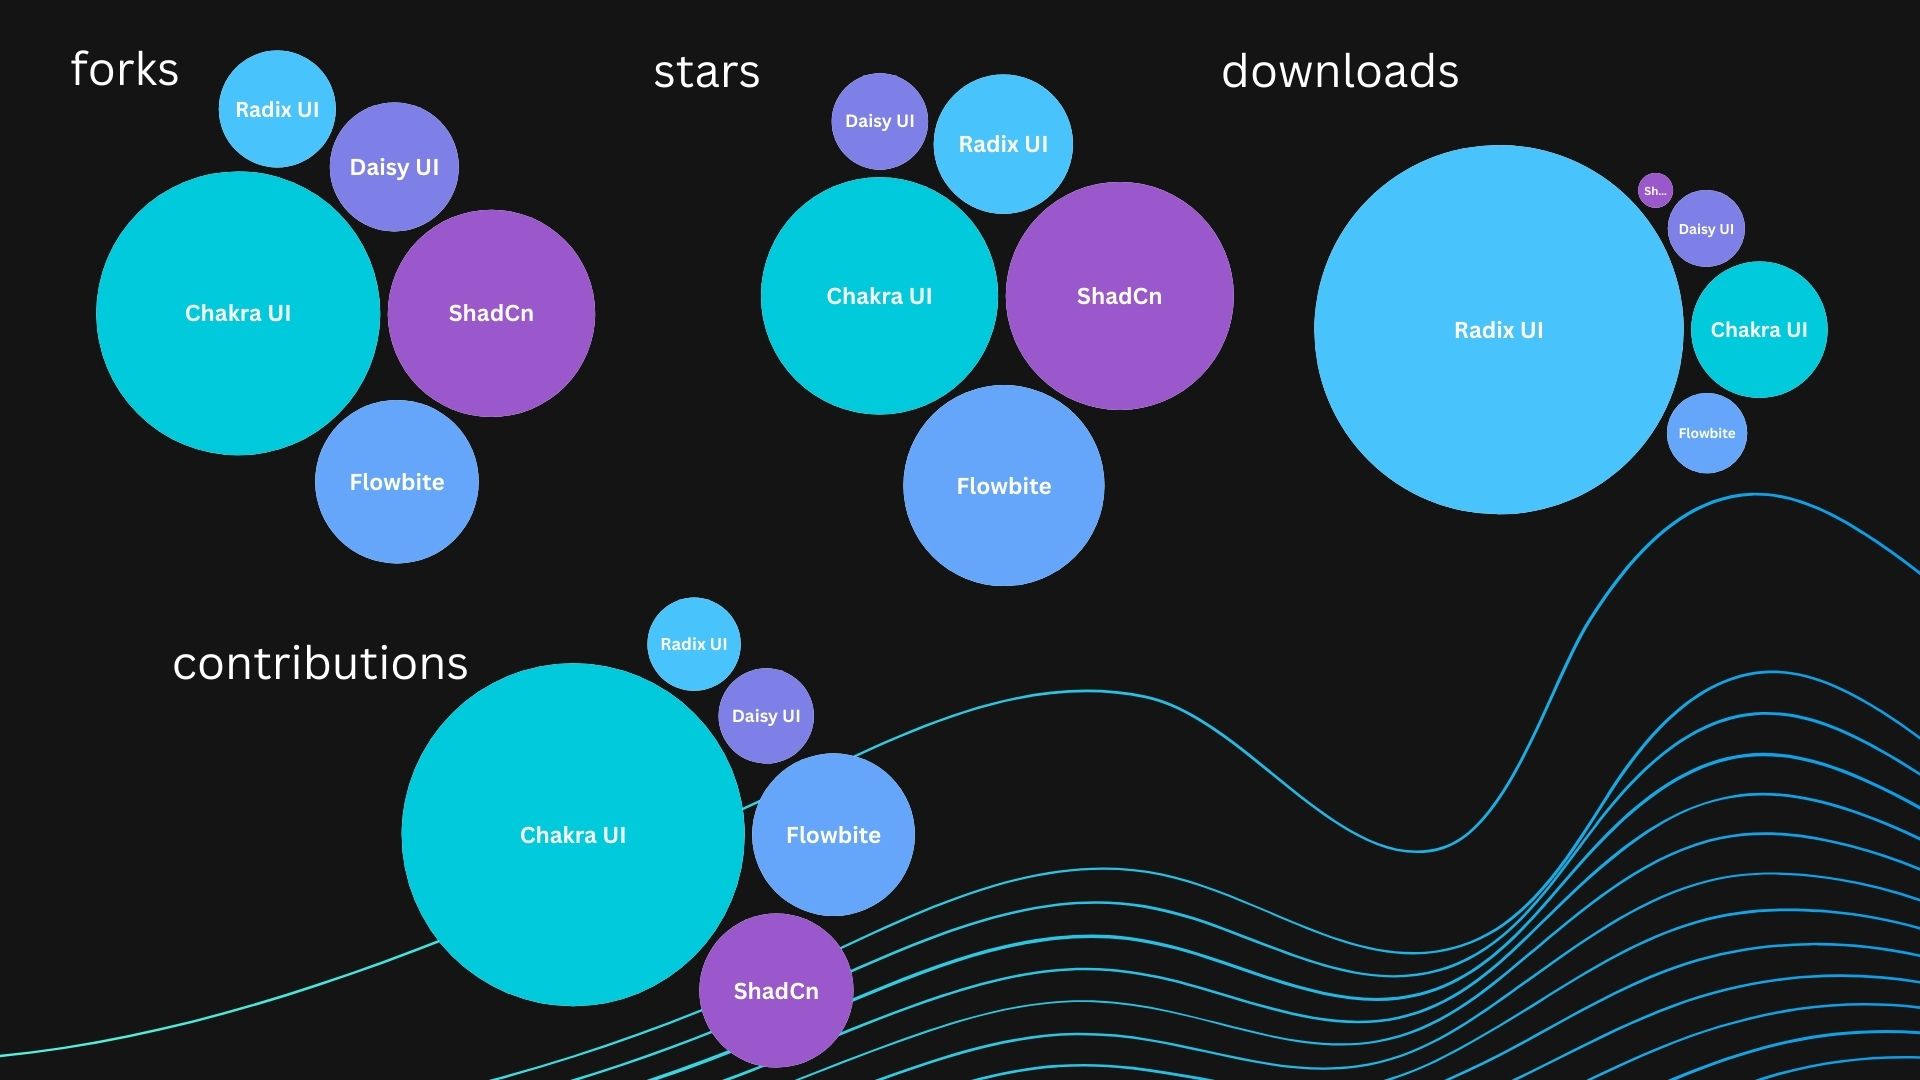 forks
Radix UI
Daisy UI
Chakra UI
ShadCn
Flowbite
stars
Daisy UI
Radix UI
Chakra UI
ShadCn
Flowbite
downloads
Sh...
Daisy UI
Radix UI
Chakra UI
Flowbite
contributions
Radix UI
Daisy UI
Chakra UI
Flowbite
ShadCn